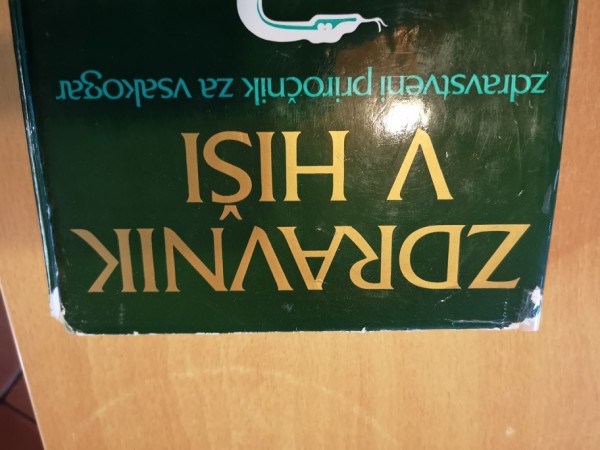 ZDRAVNIK
V HIŠI
zdravstveni priročnik za vsakogar